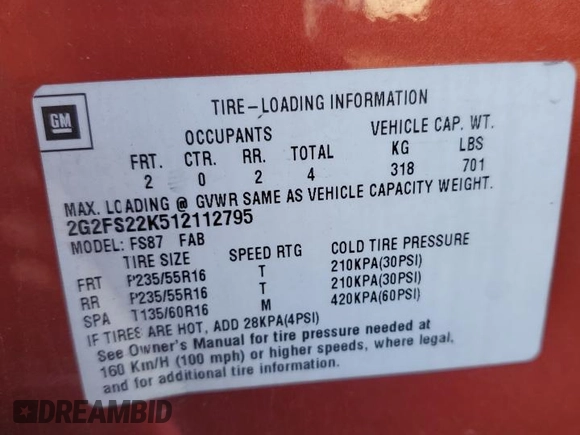 GM
TIRE-LOADING INFORMATION
OCCUPANTS VEHICLE CAP. WT.
FRT. CTR. RR. TOTAL KG LBS
2 0 2 4 318 701
MAX. LOADING @ GVWR SAME AS VEHICLE CAPACITY WEIGHT.
2G2FS22K512112795
MODEL: FS87 FAB
TIRE SIZE SPEED RTG COLD TIRE PRESSURE
FRT P235/55R16 T 210KPA(30PSI)
RR P235/55R16 T 210KPA(30PSI)
SPA T135/60R16 M 420KPA(60PSI)
IF TIRES ARE HOT, ADD 28KPA(4PSI)
See Owner's Manual for tire pressure needed at
160 Km/H (100 mph) or higher speeds, where legal,
and for additional tire information.
DREAMBID